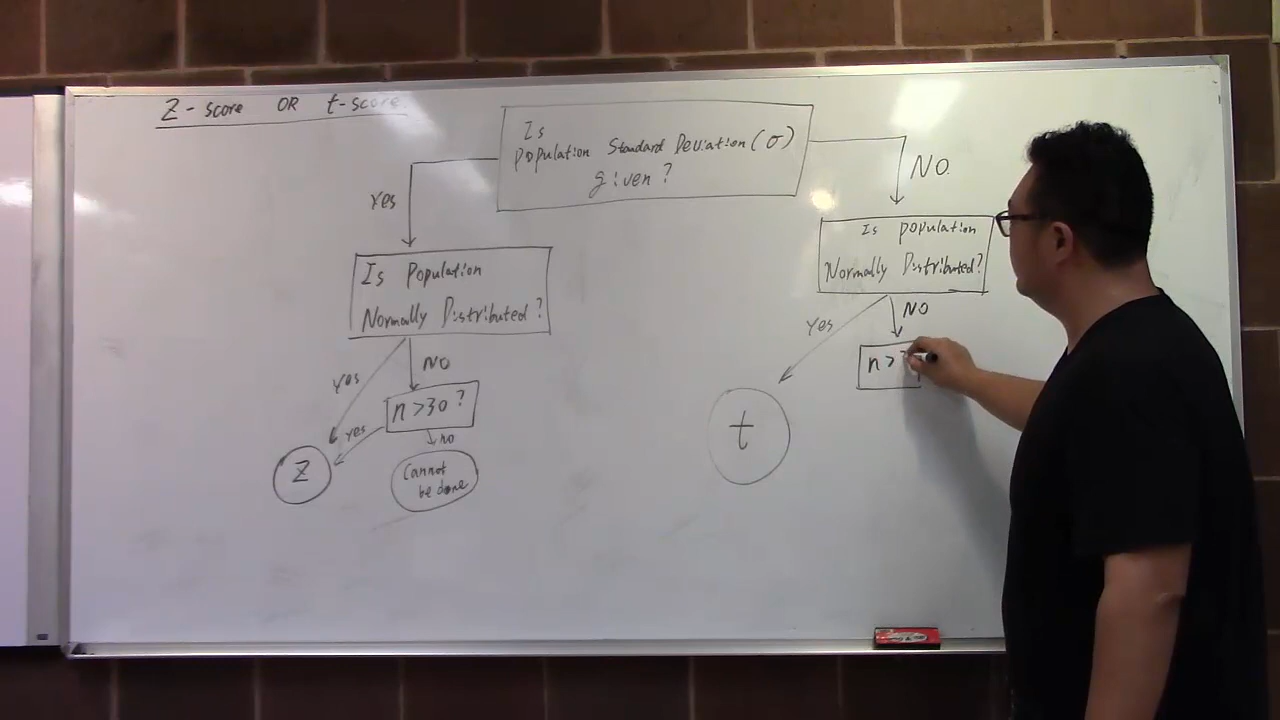 Z - score OR t-score
Is
population Standard Deviation (σ)
given?
Yes
NO.
Is Population
Normally Distributed?
Is population
Normally Distributed?
Yes
NO
Yes
NO
n >30 ?
n >
Yes
no
Z
Cannot
be done
t